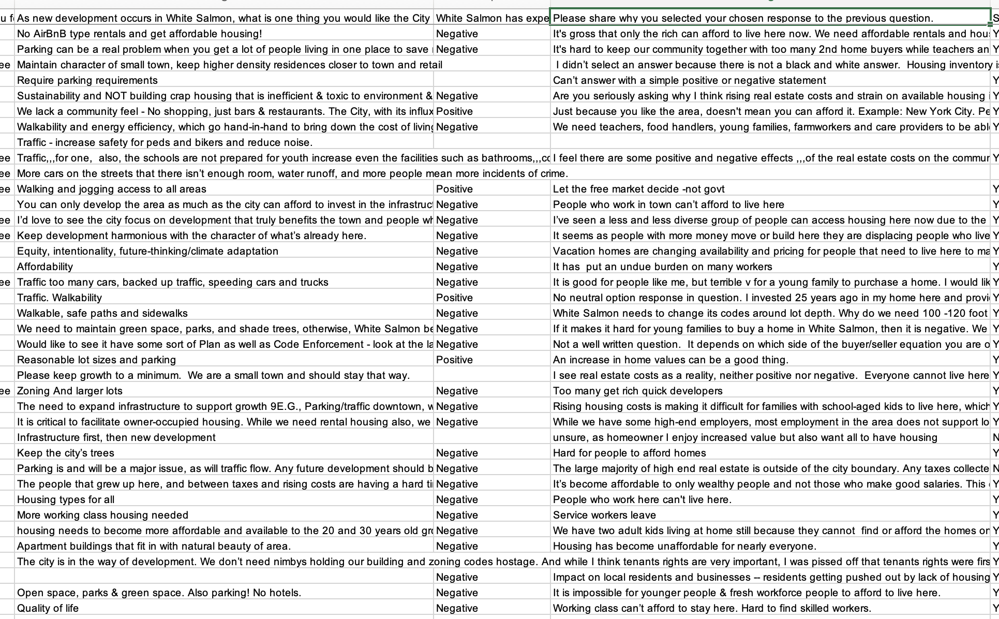 As new development occurs in White Salmon, what is one thing you would like the City White Salmon has expe Please share why you selected your chosen response to the previous question. S
No AirBnB type rentals and get affordable housing! Negative It's gross that only the rich can afford to live here now. We need affordable rentals and hous Y
Parking can be a real problem when you get a lot of people living in one place to save Negative It's hard to keep our community together with too many 2nd home buyers while teachers an Y
ee Maintain character of small town, keep higher density residences closer to town and retail I didn’t select an answer because there is not a black and white answer.  Housing inventory is
Require parking requirements Can’t answer with a simple positive or negative statement Y
Sustainability and NOT building crap housing that is inefficient & toxic to environment & Negative Are you seriously asking why I think rising real estate costs and strain on available housing Y
We lack a community feel - No shopping, just bars & restaurants. The City, with its influx Positive Just because you like the area, doesn't mean you can afford it. Example: New York City. Pe Y
Walkability and energy efficiency, which go hand-in-hand to bring down the cost of living Negative We need teachers, food handlers, young families, farmworkers and care providers to be abl Y
Traffic - increase safety for peds and bikers and reduce noise.
ee Traffic,,,for one,  also, the schools are not prepared for youth increase even the facilities such as bathrooms,,,co I feel there are some positive and negative effects ,,,of the real estate costs on the commun Y
ee More cars on the streets that there isn’t enough room, water runoff, and more people mean more incidents of crime.
ee Walking and jogging access to all areas Positive Let the free market decide -not govt Y
You can only develop the area as much as the city can afford to invest in the infrastruct Negative People who work in town can’t afford to live here Y
ee I’d love to see the city focus on development that truly benefits the town and people wh Negative I’ve seen a less and less diverse group of people can access housing here now due to the Y
ee Keep development harmonious with the character of what’s already here. Negative It seems as people with more money move or build here they are displacing people who live Y
Equity, intentionality, future-thinking/climate adaptation Negative Vacation homes are changing availability and pricing for people that need to live here to ma Y
Affordability Negative It has  put an undue burden on many workers Y
ee Traffic too many cars, backed up traffic, speeding cars and trucks Negative It is good for people like me, but terrible v for a young family to purchase a home. I would lik Y
Traffic. Walkability Positive No neutral option response in question. I invested 25 years ago in my home here and provi Y
Walkable, safe paths and sidewalks Negative White Salmon needs to change its codes around lot depth. Why do we need 100 -120 foot Y
We need to maintain green space, parks, and shade trees, otherwise, White Salmon be Negative If it makes it hard for young families to buy a home in White Salmon, then it is negative. We Y
Would like to see it have some sort of Plan as well as Code Enforcement - look at the la Negative Not a well written question.  It depends on which side of the buyer/seller equation you are o Y
Reasonable lot sizes and parking Positive An increase in home values can be a good thing. Y
Please keep growth to a minimum.  We are a small town and should stay that way. I see real estate costs as a reality, neither positive nor negative.  Everyone cannot live here Y
ee Zoning And larger lots Negative Too many get rich quick developers Y
The need to expand infrastructure to support growth 9E.G., Parking/traffic downtown, w Negative Rising housing costs is making it difficult for families with school-aged kids to live here, which Y
It is critical to facilitate owner-occupied housing. While we need rental housing also, we Negative While we have some high-end employers, most employment in the area does not support lo Y
Infrastructure first, then new development unsure, as homeowner I enjoy increased value but also want all to have housing N
Keep the city’s trees Negative Hard for people to afford homes Y
Parking is and will be a major issue, as will traffic flow. Any future development should b Negative The large majority of high end real estate is outside of the city boundary. Any taxes collecte N
The people that grew up here, and between taxes and rising costs are having a hard ti Negative It’s become affordable to only wealthy people and not those who make good salaries. This Y
Housing types for all Negative People who work here can't live here. Y
More working class housing needed Negative Service workers leave Y
housing needs to become more affordable and available to the 20 and 30 years old gro Negative We have two adult kids living at home still because they cannot  find or afford the homes on Y
Apartment buildings that fit in with natural beauty of area. Negative Housing has become unaffordable for nearly everyone. Y
The city is in the way of development. We don’t need nimbys holding our building and zoning codes hostage. And while I think tenants rights are very important, I was pissed off that tenants rights were firs Y
Negative Impact on local residents and businesses -- residents getting pushed out by lack of housing Y
Open space, parks & green space. Also parking! No hotels. Negative It is impossible for younger people & fresh workforce people to afford to live here. Y
Quality of life Negative Working class can’t afford to stay here. Hard to find skilled workers. Y